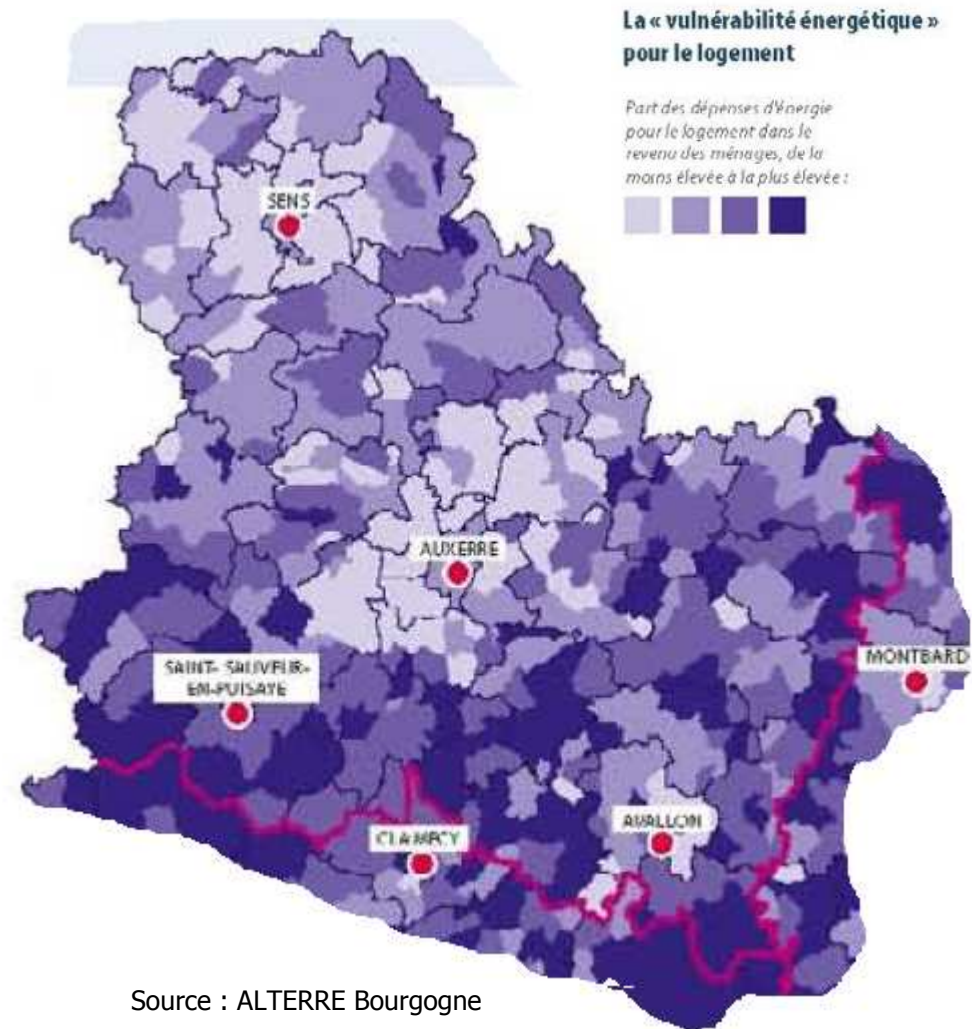 La « vulnérabilité énergétique »
pour le logement
Part des dépenses d'énergie
pour le logement dans le
revenu des ménages, de la
moins élevée à la plus élevée :
SENS
AUXERRE
SAINT- SAUVEUR-
EN-PUISAYE
MONTBARD
CLAMECY
AVALLON
Source : ALTERRE Bourgogne